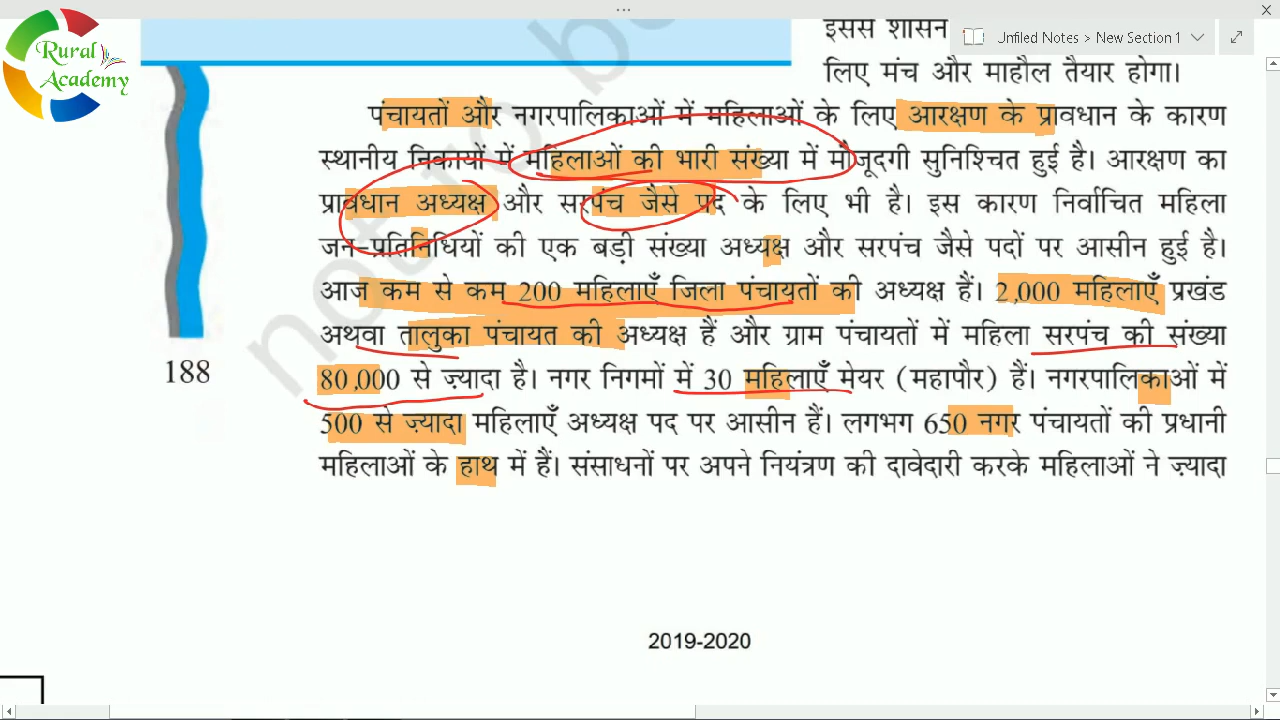 Rural
Academy
इससे शासन
Unfiled Notes > New Section 1
लिए मंच और माहौल तैयार होगा।
पंचायतों और नगरपालिकाओं में महिलाओं के लिए आरक्षण के प्रावधान के कारण
स्थानीय निकायों में महिलाओं की भारी संख्या में मौजूदगी सुनिश्चित हुई है। आरक्षण का
प्रावधान अध्यक्ष और सरपंच जैसे पद के लिए भी है। इस कारण निर्वाचित महिला
जन प्रतिनिधियों की एक बड़ी संख्या अध्यक्ष और सरपंच जैसे पदों पर आसीन हुई है।
आज कम से कम 200 महिलाएँ जिला पंचायतों की अध्यक्ष हैं। 2,000 महिलाएँ प्रखंड
अथवा तालुका पंचायत की अध्यक्ष हैं और ग्राम पंचायतों में महिला सरपंच की संख्या
80,000 से ज़्यादा है। नगर निगमों में 30 महिलाएँ मेयर (महापौर) हैं। नगरपालिकाओं में
500 से ज़्यादा महिलाएँ अध्यक्ष पद पर आसीन हैं। लगभग 650 नगर पंचायतों की प्रधानी
महिलाओं के हाथ में हैं। संसाधनों पर अपने नियंत्रण की दावेदारी करके महिलाओं ने ज़्यादा
188
not to be
2019-2020